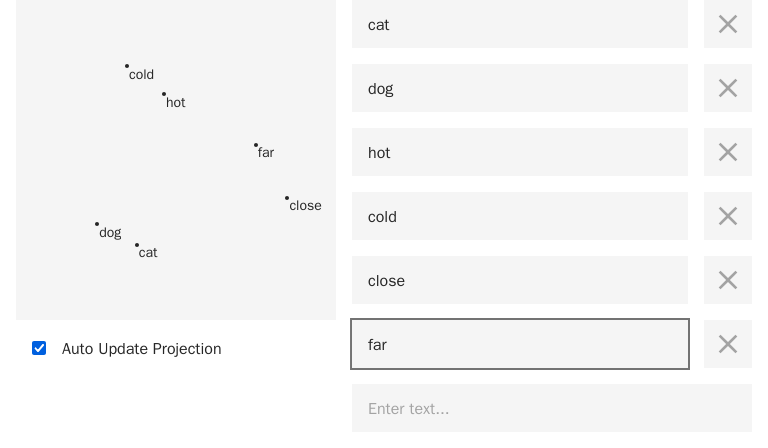 cold
hot
far
close
dog
cat
Auto Update Projection
cat
dog
hot
cold
close
far
Enter text...